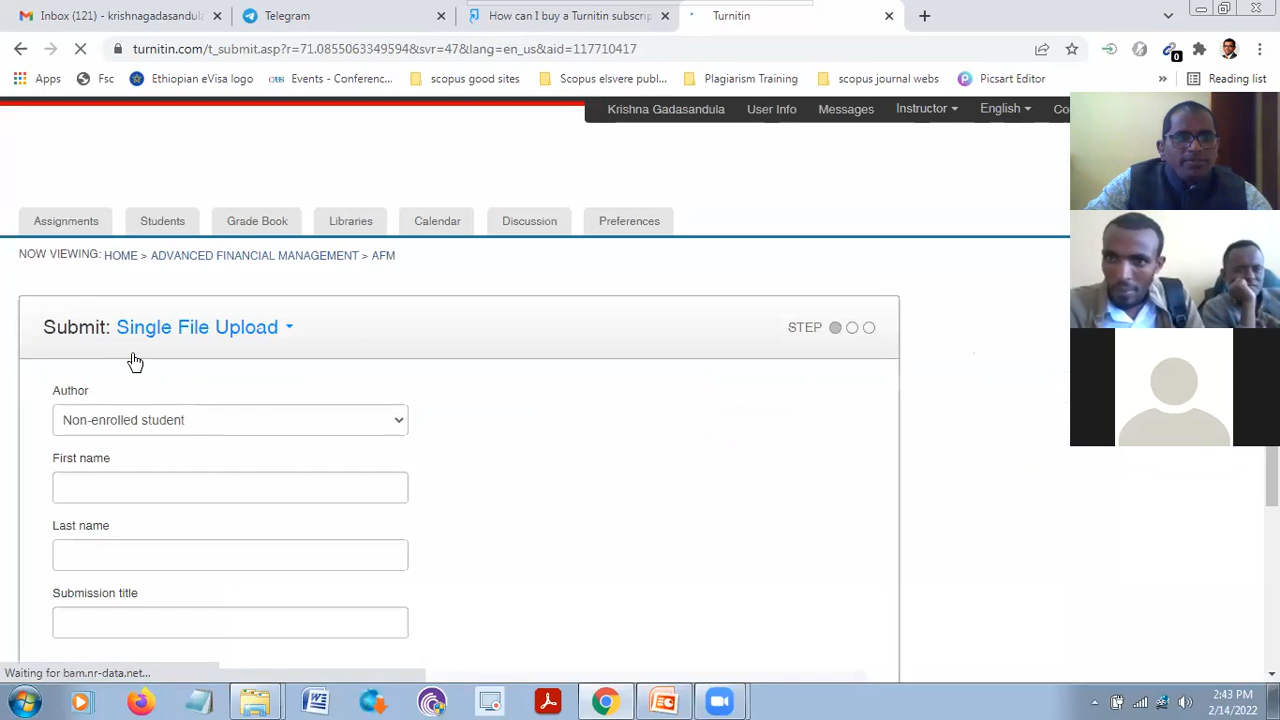 Inbox (121) - krishnagadasandula
Telegram
How can I buy a Turnitin subscrip
Turnitin
turnitin.com/t_submit.asp?r=71.0855063349594&svr=47&lang=en_us&aid=117710417
0
Apps
Fsc
Ethiopian eVisa logo
Events - Conferenc...
scopus good sites
Scopus elsvere publ...
Plagiarism Training
scopus journal webs
Picsart Editor
»
Reading list
Krishna Gadasandula
User Info
Messages
Instructor
English
Co
Assignments
Students
Grade Book
Libraries
Calendar
Discussion
Preferences
NOW VIEWING: HOME > ADVANCED FINANCIAL MANAGEMENT > AFM
Submit: Single File Upload
STEP
Author
Non-enrolled student
First name
Last name
Submission title
Waiting for bam.nr-data.net...
2:43 PM
2/14/2022